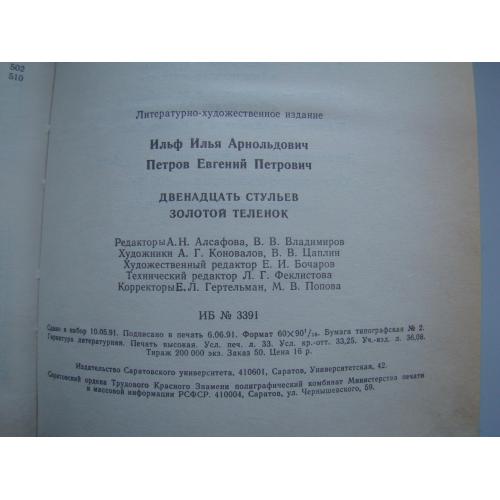 502
510
Литературно-художественное издание
Ильф Илья Арнольдович
Петров Евгений Петрович
ДВЕНАДЦАТЬ СТУЛЬЕВ
ЗОЛОТОЙ ТЕЛЕНОК
Редакторы А. Н. Алсафова, В. В. Владимиров
Художники А. Г. Коновалов, В. В. Цаплин
Художественный редактор Е. И. Бочаров
Технический редактор Л. Г. Феклистова
Корректоры Е. Л. Гертельман, М. В. Попова
ИБ № 3391
Сдано в набор 10.05.91. Подписано в печать 6.06.91. Формат 60×90¹/₁₆. Бумага типографская № 2.
Гарнитура литературная. Печать высокая. Усл. печ. л. 33. Усл. кр.-отт. 33,25. Уч.-изд. л. 36,08.
Тираж 200 000 экз. Заказ 50. Цена 16 р.
Издательство Саратовского университета, 410601, Саратов, Университетская, 42.
Саратовский ордена Трудового Красного Знамени полиграфический комбинат Министерства печати
и массовой информации РСФСР. 410004, Саратов, ул. Чернышевского, 59.